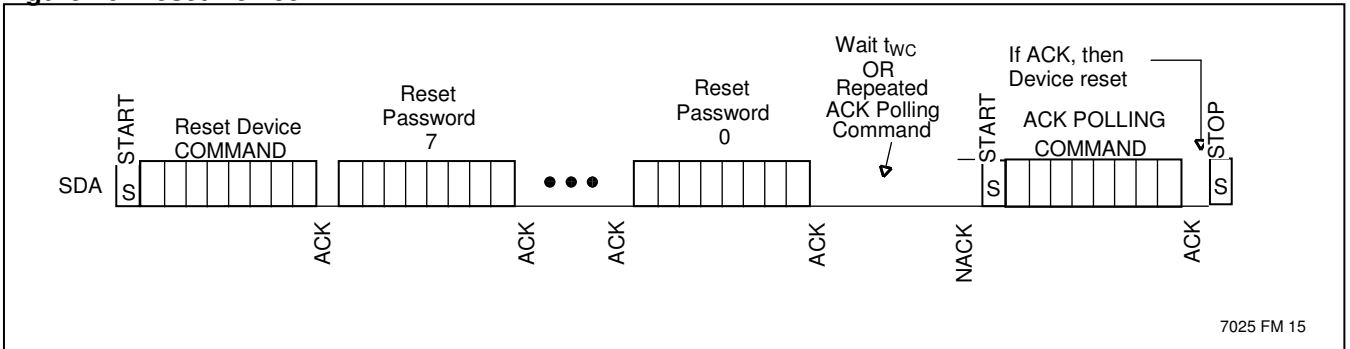 Wait tWC
OR
Repeated
ACK Polling
Command
If ACK, then
Device reset
START
Reset Device
COMMAND
Reset
Password
7
Reset
Password
0
START
ACK POLLING
COMMAND
STOP
SDA
S
S
S
ACK
ACK
ACK
ACK
NACK
ACK
7025 FM 15